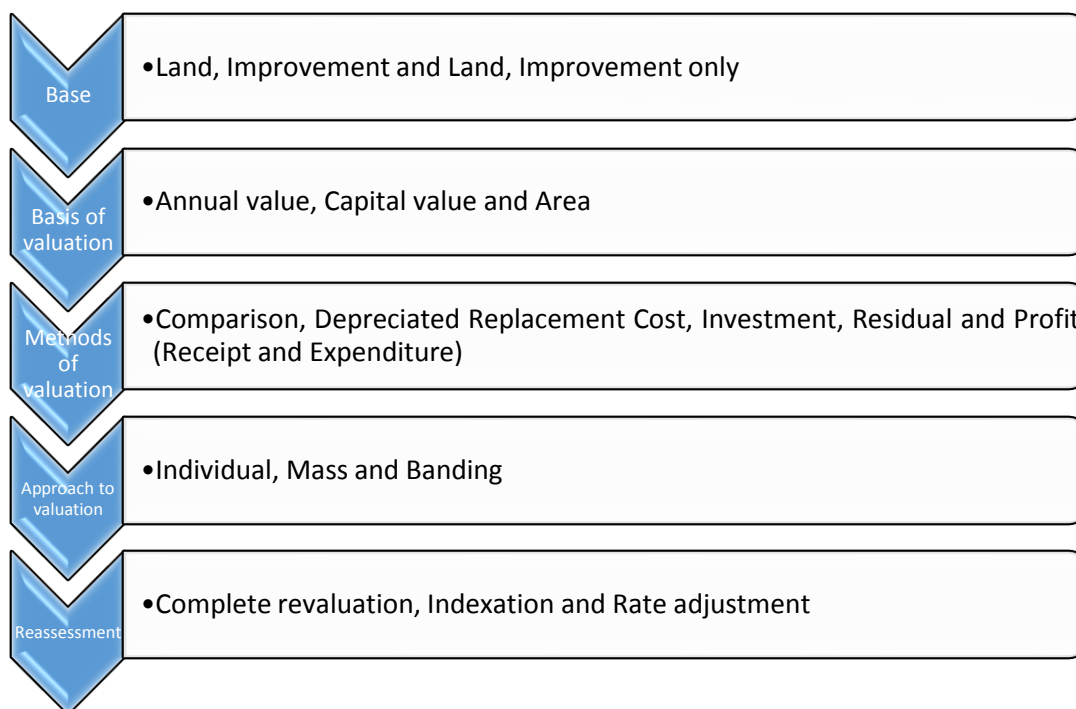 Base
•Land, Improvement and Land, Improvement only
Basis of
valuation
•Annual value, Capital value and Area
Methods
of
valuation
•Comparison, Depreciated Replacement Cost, Investment, Residual and Profit
(Receipt and Expenditure)
Approach to
valuation
•Individual, Mass and Banding
Reassessment
•Complete revaluation, Indexation and Rate adjustment